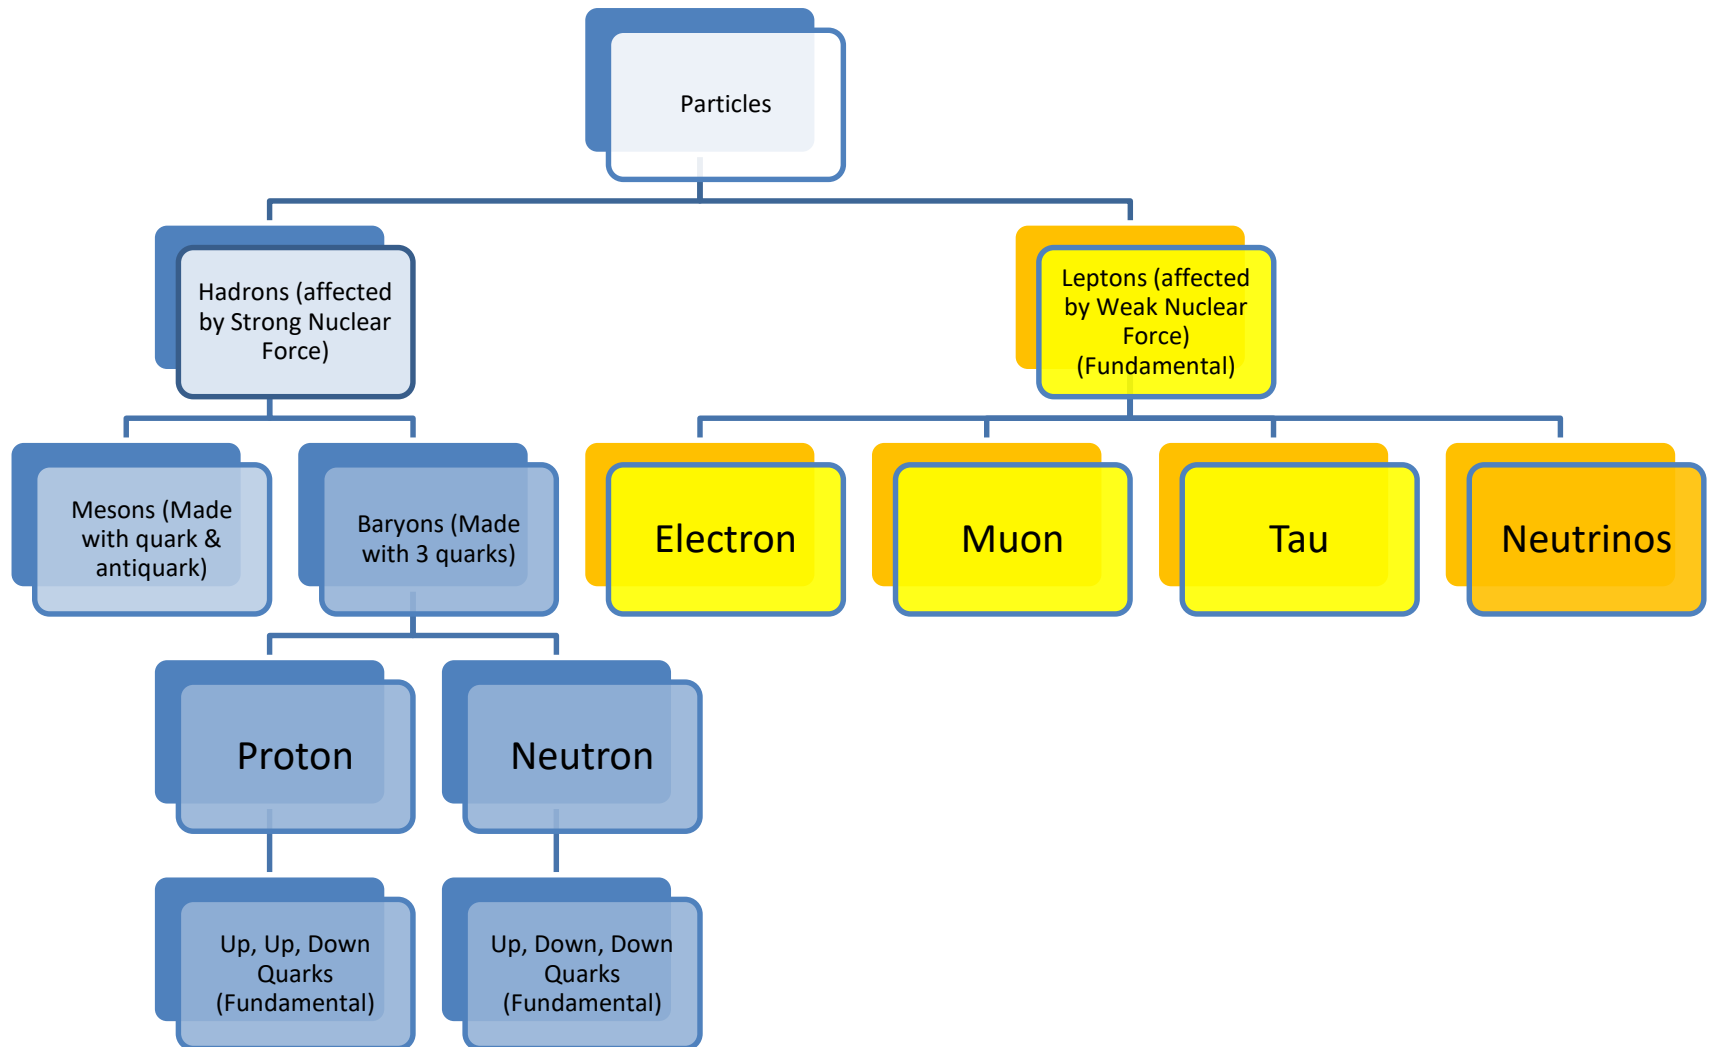 Particles
Hadrons (affected
by Strong Nuclear
Force)
Leptons (affected
by Weak Nuclear
Force)
(Fundamental)
Mesons (Made
with quark &
antiquark)
Baryons (Made
with 3 quarks)
Electron
Muon
Tau
Neutrinos
Proton
Neutron
Up, Up, Down
Quarks
(Fundamental)
Up, Down, Down
Quarks
(Fundamental)